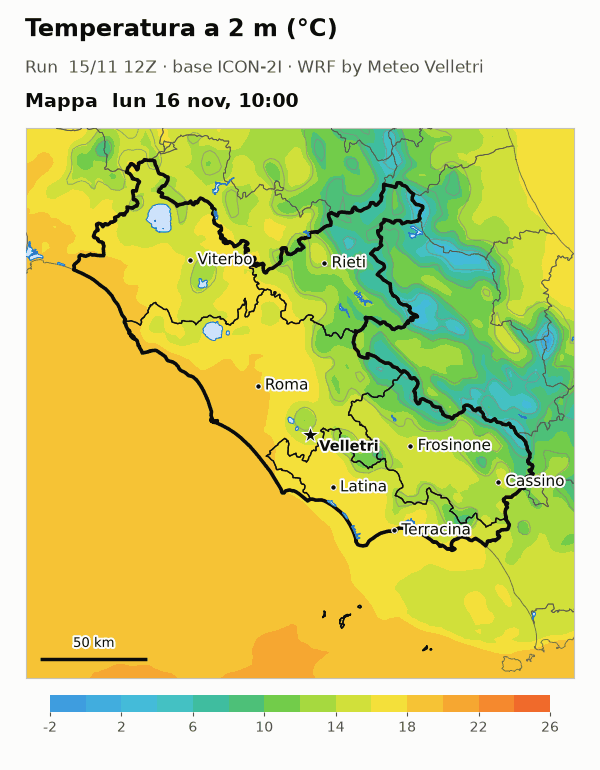 Temperatura a 2 m (°C)
Run  15/11 12Z · base ICON-2I · WRF by Meteo Velletri
Mappa  lun 16 nov, 10:00
Viterbo
Rieti
Roma
Velletri
Frosinone
Cassino
Latina
Terracina
50 km
-2 2 6 10 14 18 22 26